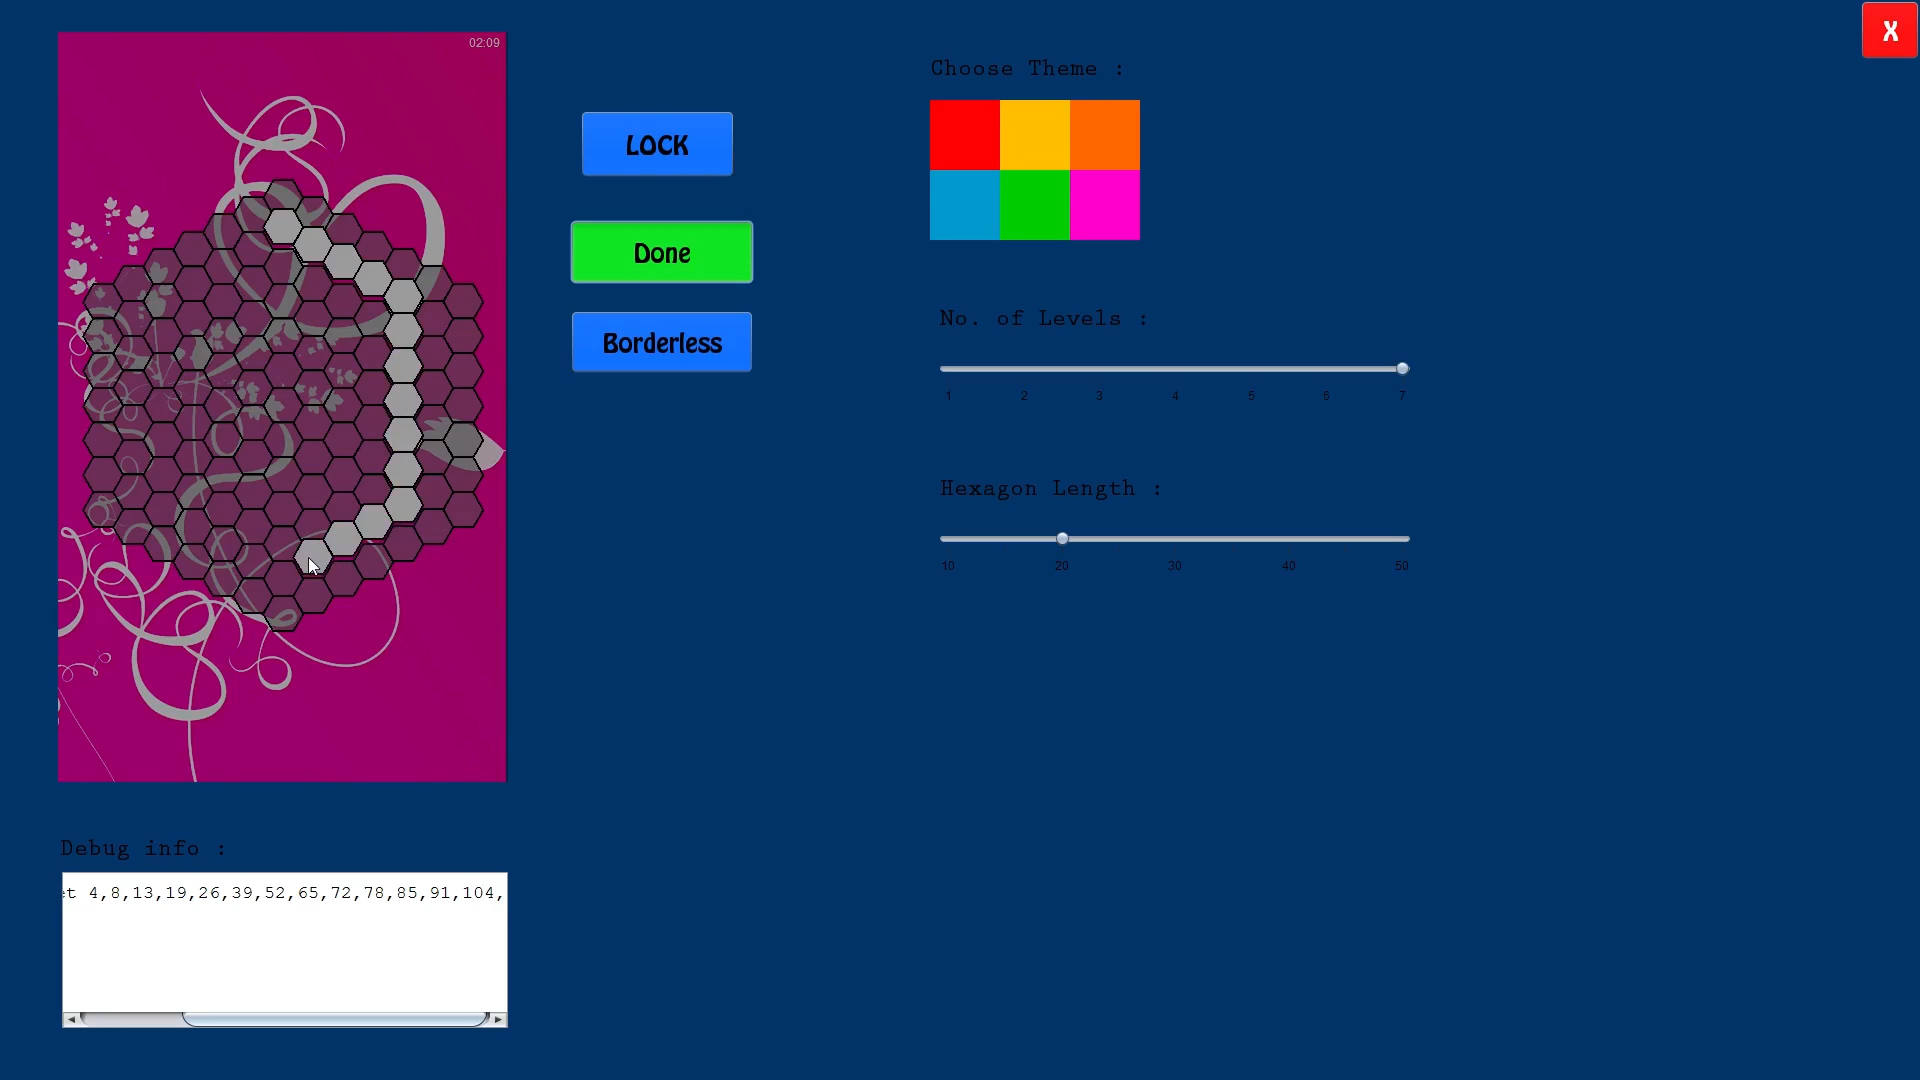 02:09
X
LOCK
Done
Borderless
Choose Theme :
No. of Levels :
1 2 3 4 5 6 7
Hexagon Length :
10 20 30 40 50
Debug info :
et 4,8,13,19,26,39,52,65,72,78,85,91,104,